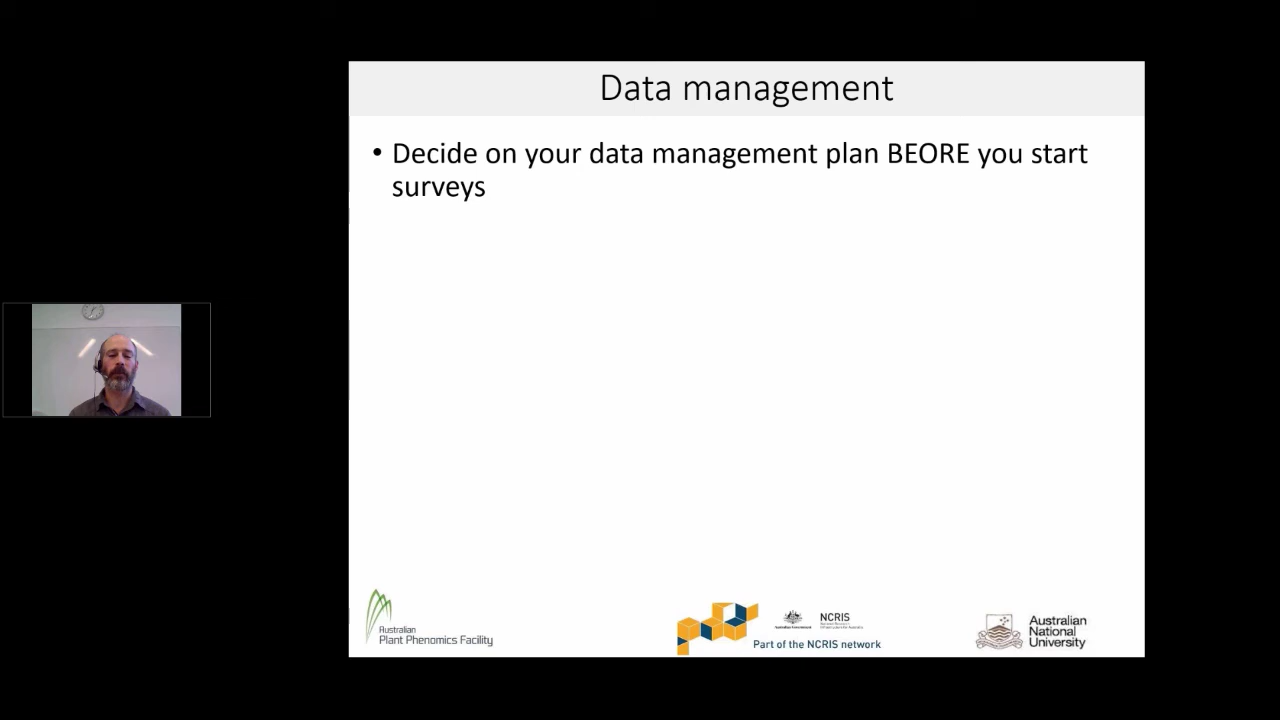 Data management
• Decide on your data management plan BEORE you start
surveys
Australian
Plant Phenomics Facility
NCRIS
Part of the NCRIS network
Australian
National
University